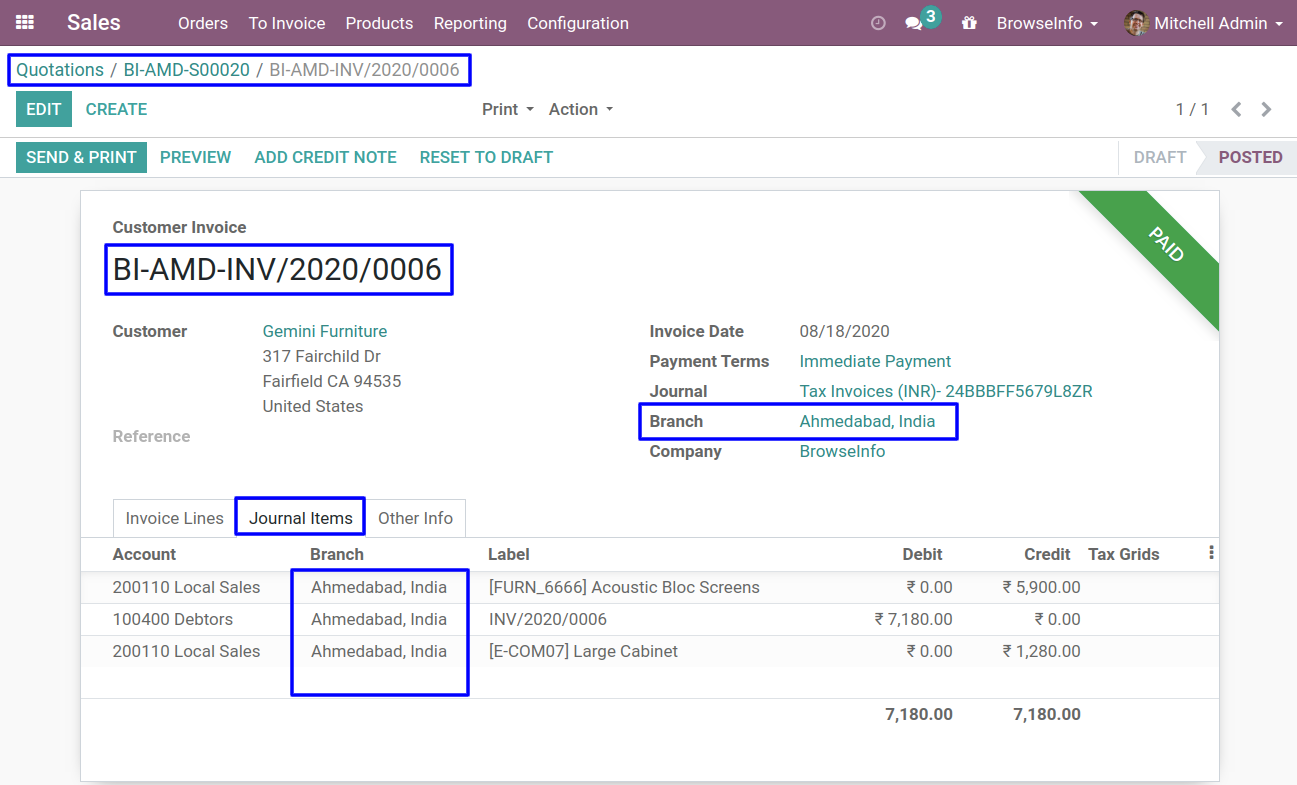 Sales Orders To Invoice Products Reporting Configuration 3 BrowseInfo Mitchell Admin
Quotations / BI-AMD-S00020 / BI-AMD-INV/2020/0006
EDIT CREATE Print Action 1 / 1
SEND & PRINT PREVIEW ADD CREDIT NOTE RESET TO DRAFT DRAFT POSTED
PAID
Customer Invoice
BI-AMD-INV/2020/0006
Customer Gemini Furniture
317 Fairchild Dr
Fairfield CA 94535
United States
Reference
Invoice Date 08/18/2020
Payment Terms Immediate Payment
Journal Tax Invoices (INR)- 24BBBFF5679L8ZR
Branch Ahmedabad, India
Company BrowseInfo
Invoice Lines Journal Items Other Info
Account Branch Label Debit Credit Tax Grids
200110 Local Sales Ahmedabad, India [FURN_6666] Acoustic Bloc Screens ₹ 0.00 ₹ 5,900.00
100400 Debtors Ahmedabad, India INV/2020/0006 ₹ 7,180.00 ₹ 0.00
200110 Local Sales Ahmedabad, India [E-COM07] Large Cabinet ₹ 0.00 ₹ 1,280.00
7,180.00 7,180.00